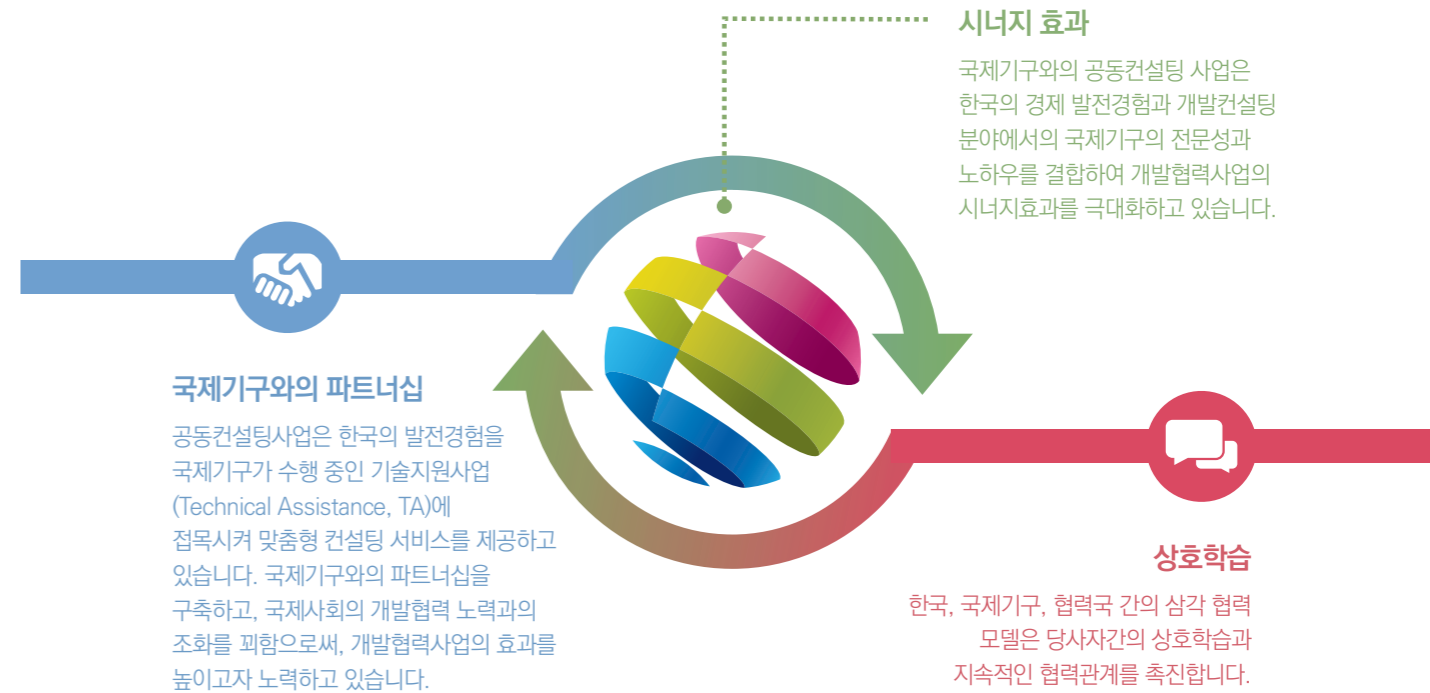 시너지 효과
국제기구와의 공동컨설팅 사업은
한국의 경제 발전경험과 개발컨설팅
분야에서의 국제기구의 전문성과
노하우를 결합하여 개발협력사업의
시너지효과를 극대화하고 있습니다.
국제기구와의 파트너십
공동컨설팅사업은 한국의 발전경험을
국제기구가 수행 중인 기술지원사업
(Technical Assistance, TA)에
접목시켜 맞춤형 컨설팅 서비스를 제공하고
있습니다. 국제기구와의 파트너십을
구축하고, 국제사회의 개발협력 노력과의
조화를 꾀함으로써, 개발협력사업의 효과를
높이고자 노력하고 있습니다.
상호학습
한국, 국제기구, 협력국 간의 삼각 협력
모델은 당사자간의 상호학습과
지속적인 협력관계를 촉진합니다.